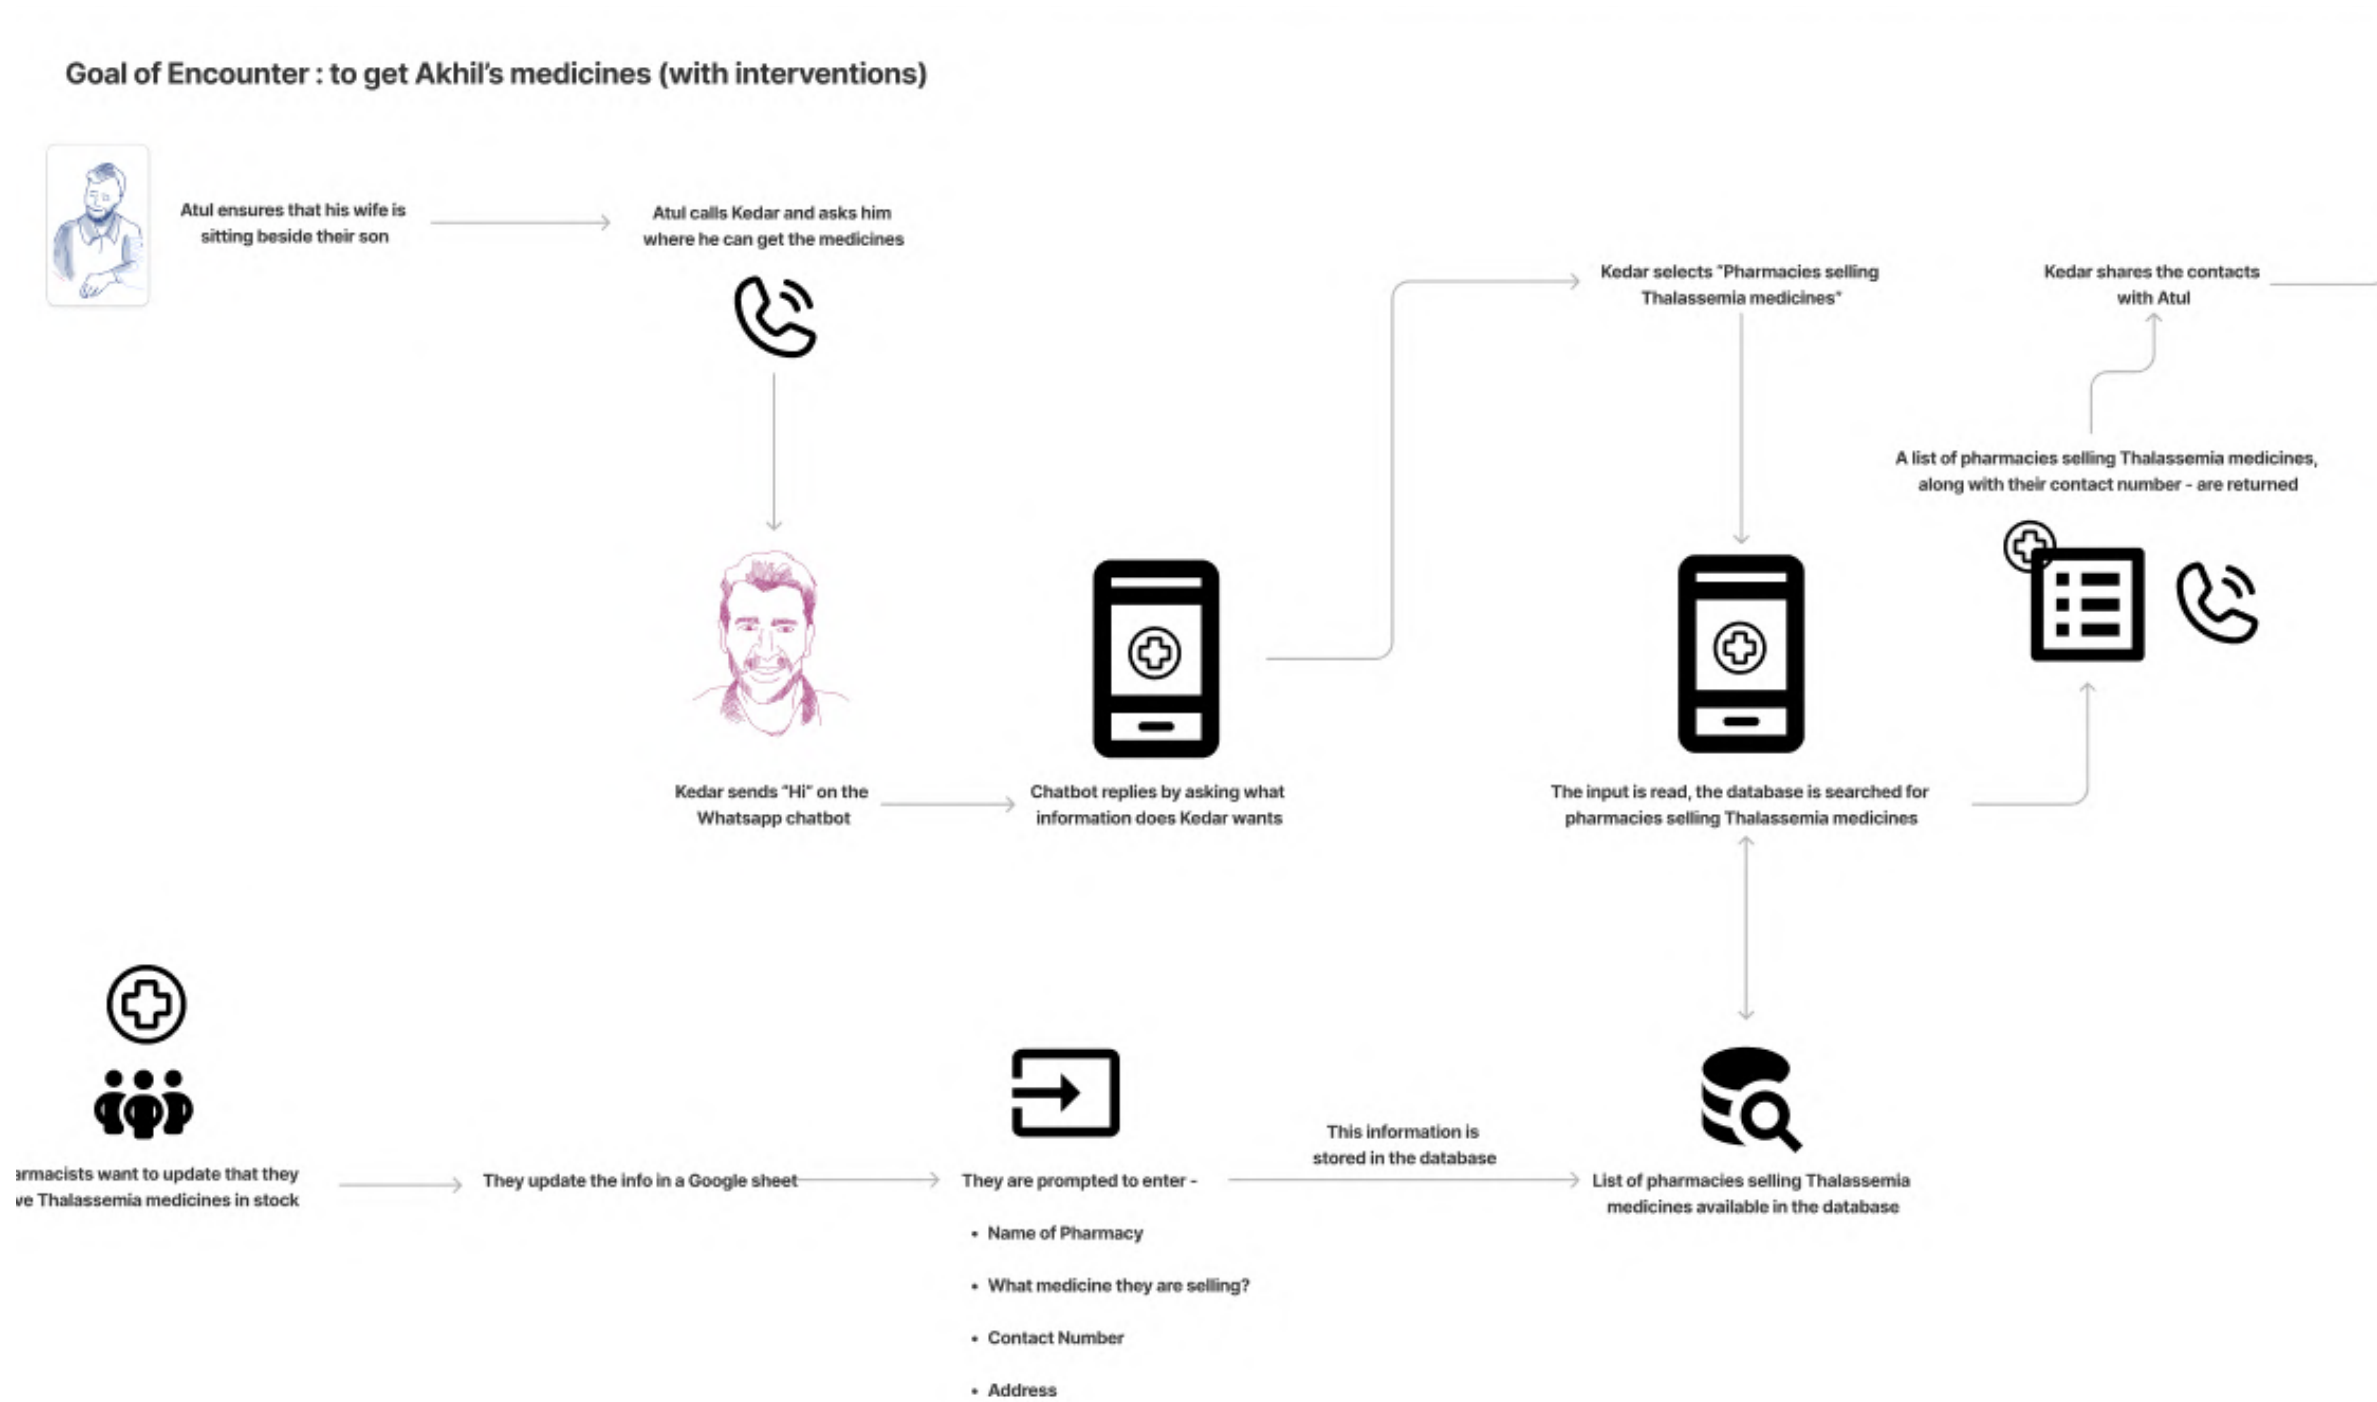 Goal of Encounter : to get Akhil's medicines (with interventions)
Atul ensures that his wife is
sitting beside their son
Atul calls Kedar and asks him
where he can get the medicines
Kedar selects "Pharmacies selling
Thalassemia medicines"
Kedar shares the contacts
with Atul
A list of pharmacies selling Thalassemia medicines,
along with their contact number - are returned
Kedar sends "Hi" on the
Whatsapp chatbot
Chatbot replies by asking what
information does Kedar wants
The input is read, the database is searched for
pharmacies selling Thalassemia medicines
armacists want to update that they
ve Thalassemia medicines in stock
They update the info in a Google sheet
They are prompted to enter -
• Name of Pharmacy
• What medicine they are selling?
• Contact Number
• Address
This information is
stored in the database
List of pharmacies selling Thalassemia
medicines available in the database